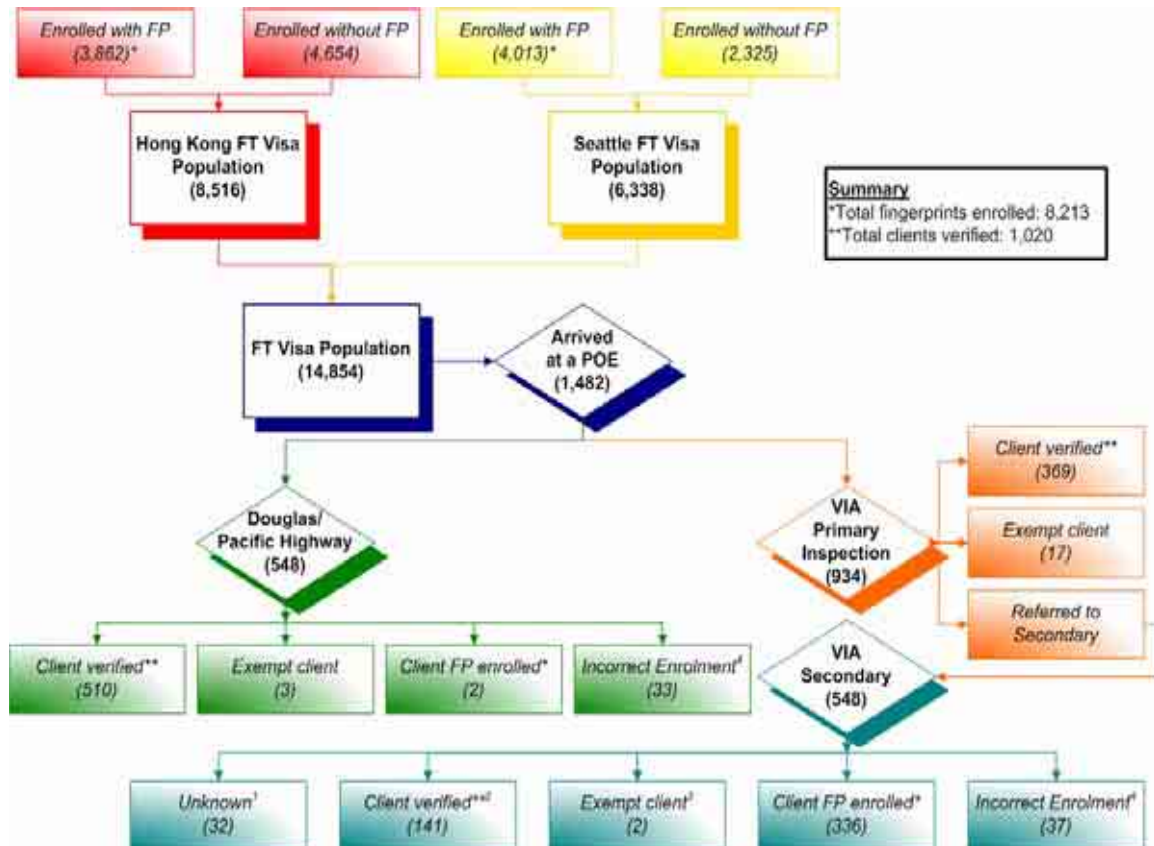 Enrolled with FP
(3,862)*
Enrolled without FP
(4,654)
Enrolled with FP
(4,013)*
Enrolled without FP
(2,325)
Hong Kong FT Visa
Population
(8,516)
Seattle FT Visa
Population
(6,338)
Summary
*Total fingerprints enrolled: 8,213
**Total clients verified: 1,020
FT Visa Population
(14,854)
Arrived
at a POE
(1,482)
Douglas/
Pacific Highway
(548)
VIA
Primary
Inspection
(934)
Client verified**
(369)
Exempt client
(17)
Referred to
Secondary
Client verified**
(510)
Exempt client
(3)
Client FP enrolled*
(2)
Incorrect Enrolment⁴
(33)
VIA
Secondary
(548)
Unknown¹
(32)
Client verified**²
(141)
Exempt client³
(2)
Client FP enrolled*
(336)
Incorrect Enrolment⁴
(37)